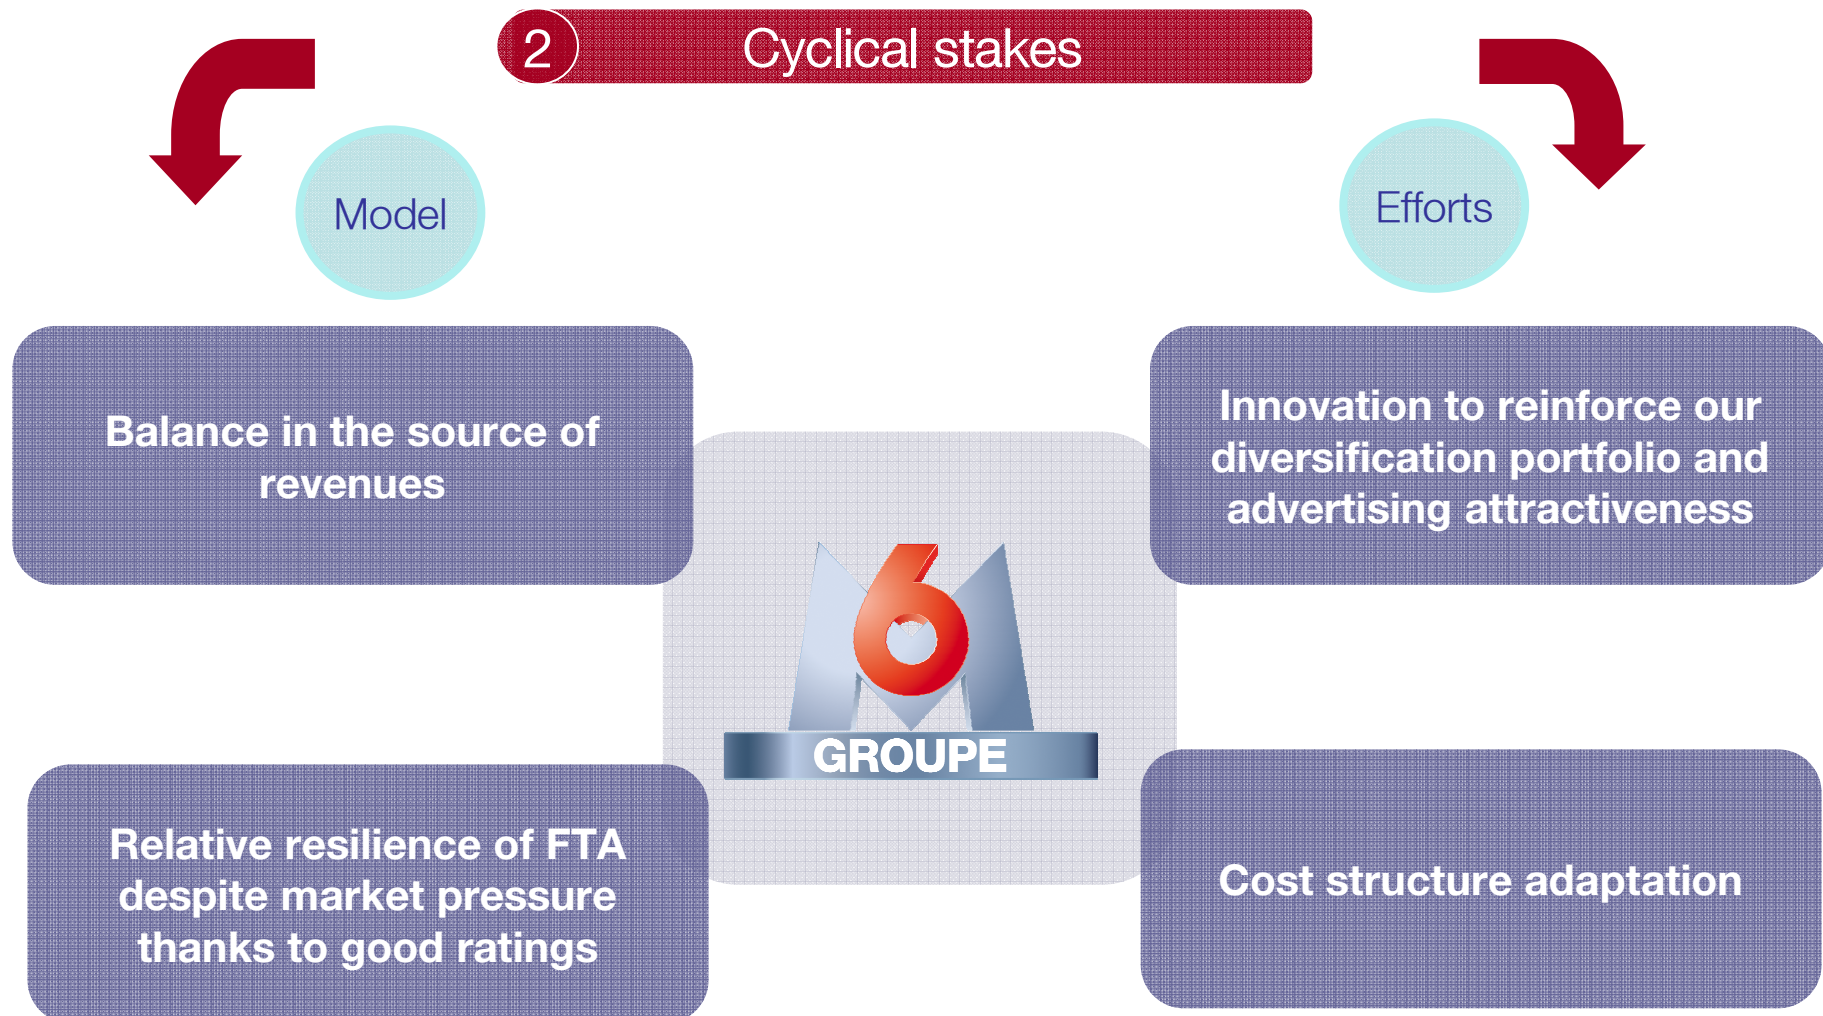 2 Cyclical stakes
Model
Efforts
Balance in the source of
revenues
Innovation to reinforce our
diversification portfolio and
advertising attractiveness
M6
GROUPE
Relative resilience of FTA
despite market pressure
thanks to good ratings
Cost structure adaptation